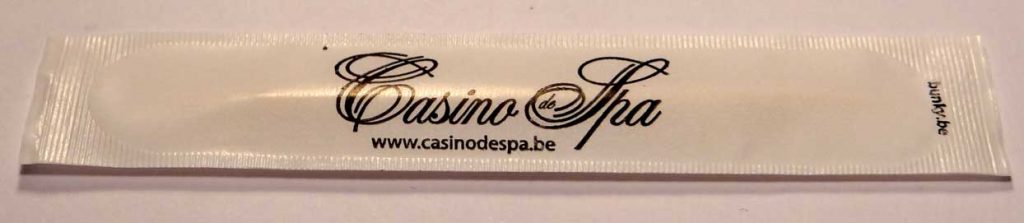 Casino de Spa
www.casinodespa.be
bunky.be